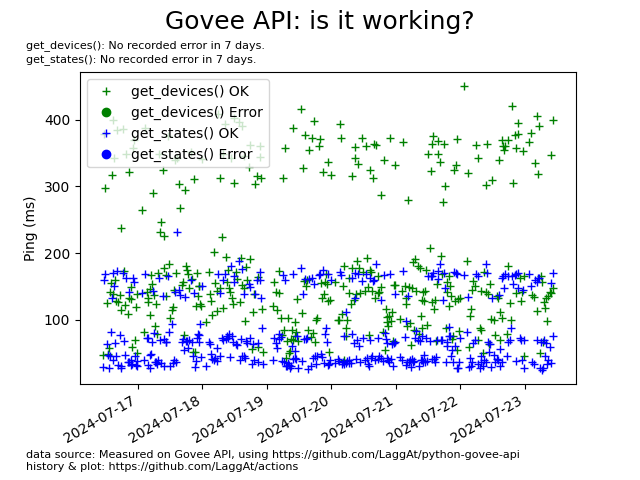 Govee API: is it working?
get_devices(): No recorded error in 7 days.
get_states(): No recorded error in 7 days.
get_devices() OK
get_devices() Error
get_states() OK
get_states() Error
Ping (ms)
400
300
200
100
2024-07-17
2024-07-18
2024-07-19
2024-07-20
2024-07-21
2024-07-22
2024-07-23
data source: Measured on Govee API, using https://github.com/LaggAt/python-govee-api
history & plot: https://github.com/LaggAt/actions